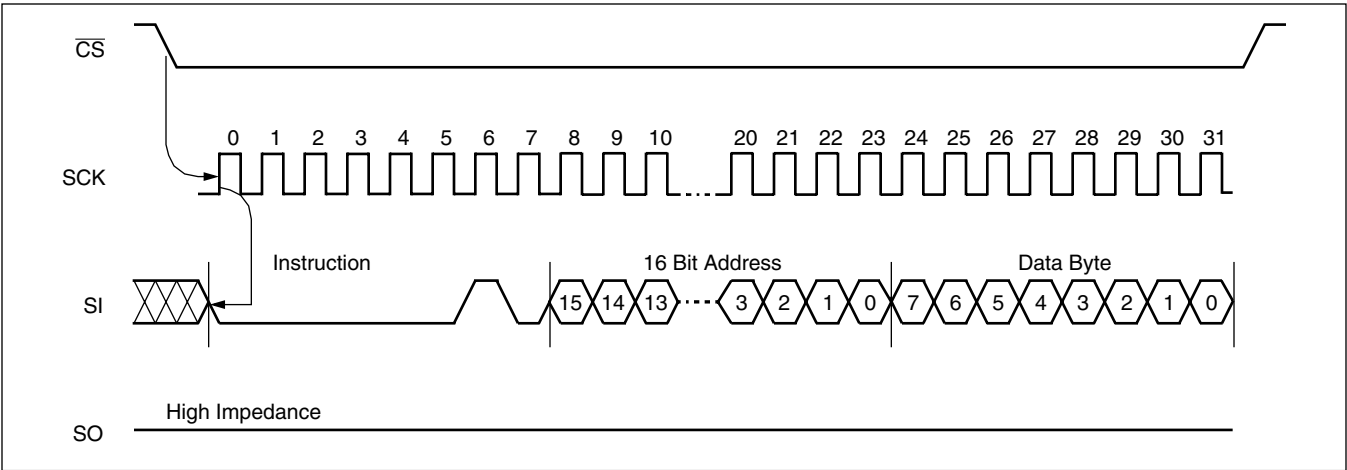 CS
0 1 2 3 4 5 6 7 8 9 10 20 21 22 23 24 25 26 27 28 29 30 31
SCK
Instruction 16 Bit Address Data Byte
SI 15 14 13 3 2 1 0 7 6 5 4 3 2 1 0
High Impedance
SO